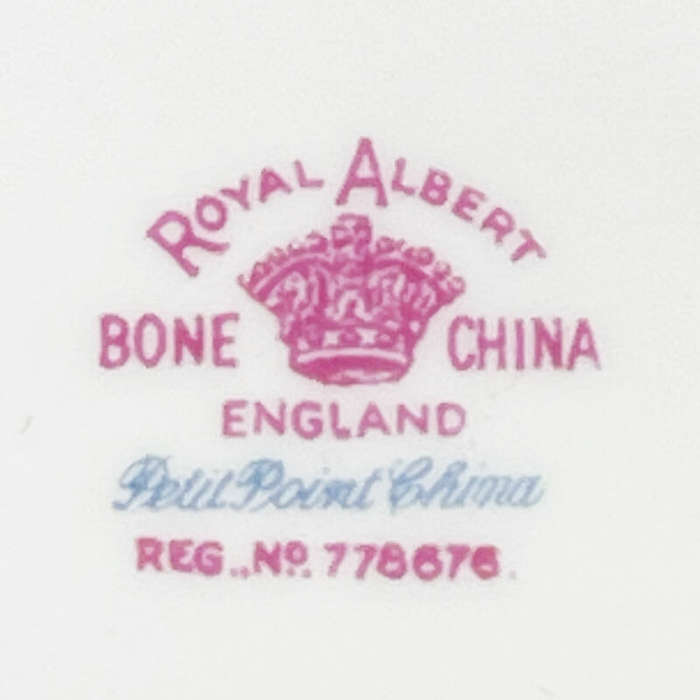 ROYAL ALBERT
BONE CHINA
ENGLAND
Petit Point China
REG. No. 778676.